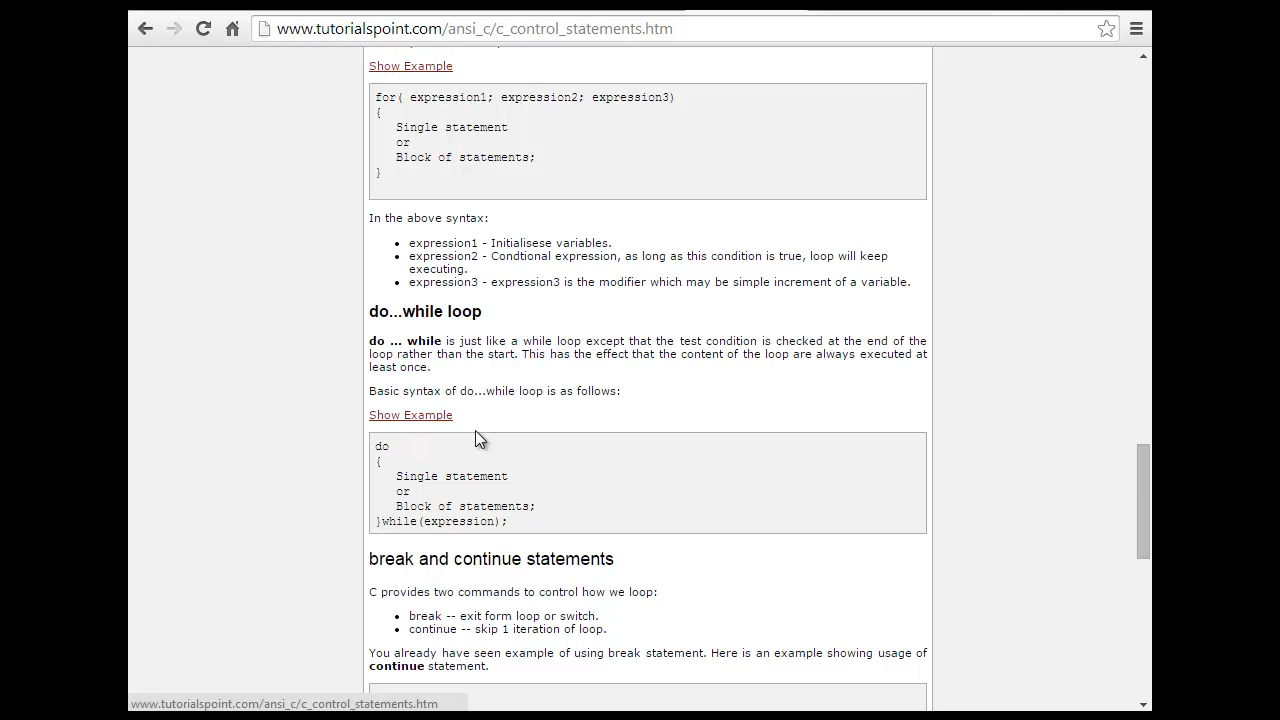 www.tutorialspoint.com/ansi_c/c_control_statements.htm
Show Example
for( expression1; expression2; expression3)
{
Single statement
or
Block of statements;
}
In the above syntax:
expression1 - Initialisese variables.
expression2 - Condtional expression, as long as this condition is true, loop will keep
executing.
expression3 - expression3 is the modifier which may be simple increment of a variable.
do...while loop
do ... while is just like a while loop except that the test condition is checked at the end of the
loop rather than the start. This has the effect that the content of the loop are always executed at
least once.
Basic syntax of do...while loop is as follows:
Show Example
do
{
Single statement
or
Block of statements;
}while(expression);
break and continue statements
C provides two commands to control how we loop:
break -- exit form loop or switch.
continue -- skip 1 iteration of loop.
You already have seen example of using break statement. Here is an example showing usage of
continue statement.
www.tutorialspoint.com/ansi_c/c_control_statements.htm